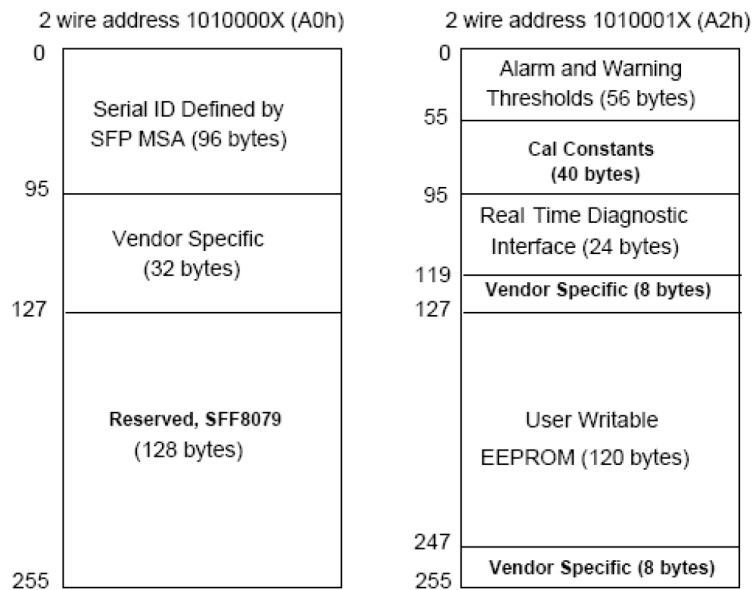 2 wire address 1010000X (A0h)
0
Serial ID Defined by
SFP MSA (96 bytes)
95
Vendor Specific
(32 bytes)
127
Reserved, SFF8079
(128 bytes)
255
2 wire address 1010001X (A2h)
0
Alarm and Warning
Thresholds (56 bytes)
55
Cal Constants
(40 bytes)
95
Real Time Diagnostic
Interface (24 bytes)
119
Vendor Specific (8 bytes)
127
User Writable
EEPROM (120 bytes)
247
Vendor Specific (8 bytes)
255